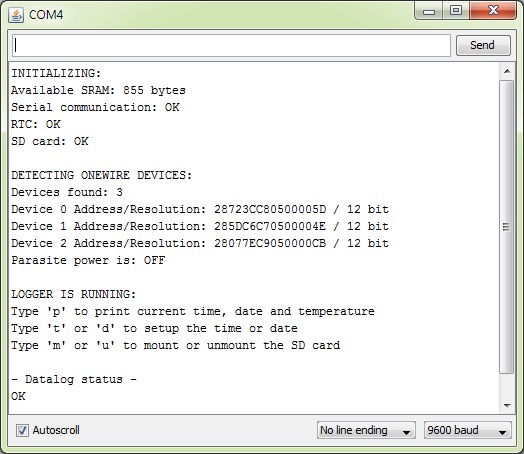 COM4
Send
INITIALIZING:
Available SRAM: 855 bytes
Serial communication: OK
RTC: OK
SD card: OK
DETECTING ONEWIRE DEVICES:
Devices found: 3
Device 0 Address/Resolution: 28723CC80500005D / 12 bit
Device 1 Address/Resolution: 285DC6C70500004E / 12 bit
Device 2 Address/Resolution: 28077EC9050000CB / 12 bit
Parasite power is: OFF
LOGGER IS RUNNING:
Type 'p' to print current time, date and temperature
Type 't' or 'd' to setup the time or date
Type 'm' or 'u' to mount or unmount the SD card
- Datalog status -
OK
Autoscroll
No line ending
9600 baud